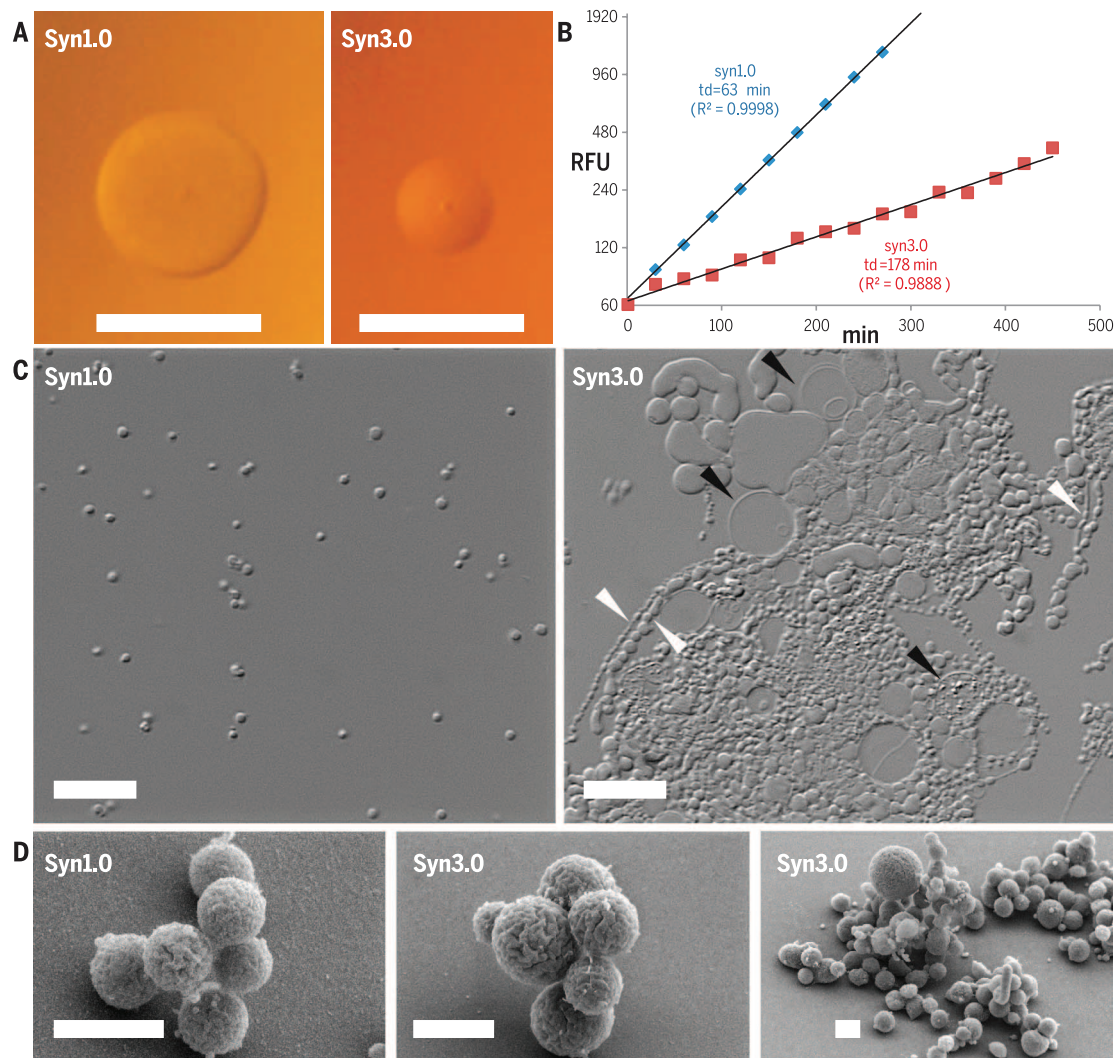 A
Syn1.0
Syn3.0
B
1920
960
480
240
120
60
RFU
syn1.0
td=63 min
(R² = 0.9998)
syn3.0
td=178 min
(R² = 0.9888 )
0
100
200
300
400
500
min
C
Syn1.0
Syn3.0
D
Syn1.0
Syn3.0
Syn3.0